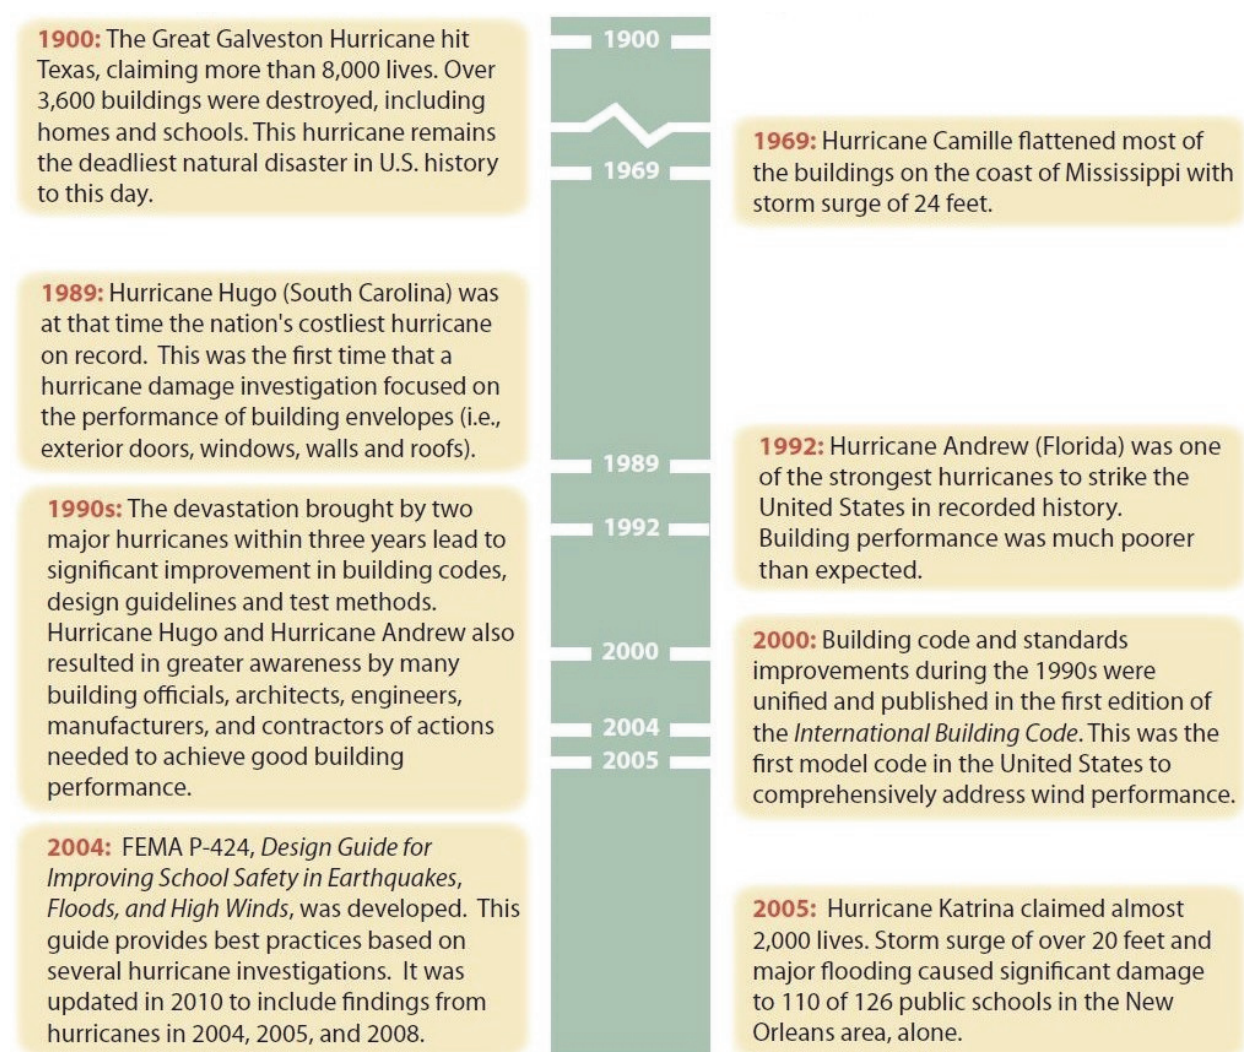 1900: The Great Galveston Hurricane hit
Texas, claiming more than 8,000 lives. Over
3,600 buildings were destroyed, including
homes and schools. This hurricane remains
the deadliest natural disaster in U.S. history
to this day.
1900
1969
1969: Hurricane Camille flattened most of
the buildings on the coast of Mississippi with
storm surge of 24 feet.
1989: Hurricane Hugo (South Carolina) was
at that time the nation's costliest hurricane
on record. This was the first time that a
hurricane damage investigation focused on
the performance of building envelopes (i.e.,
exterior doors, windows, walls and roofs).
1989
1992
1992: Hurricane Andrew (Florida) was one
of the strongest hurricanes to strike the
United States in recorded history.
Building performance was much poorer
than expected.
1990s: The devastation brought by two
major hurricanes within three years lead to
significant improvement in building codes,
design guidelines and test methods.
Hurricane Hugo and Hurricane Andrew also
resulted in greater awareness by many
building officials, architects, engineers,
manufacturers, and contractors of actions
needed to achieve good building
performance.
2000
2004
2005
2000: Building code and standards
improvements during the 1990s were
unified and published in the first edition of
the International Building Code. This was the
first model code in the United States to
comprehensively address wind performance.
2004: FEMA P-424, Design Guide for
Improving School Safety in Earthquakes,
Floods, and High Winds, was developed. This
guide provides best practices based on
several hurricane investigations. It was
updated in 2010 to include findings from
hurricanes in 2004, 2005, and 2008.
2005: Hurricane Katrina claimed almost
2,000 lives. Storm surge of over 20 feet and
major flooding caused significant damage
to 110 of 126 public schools in the New
Orleans area, alone.